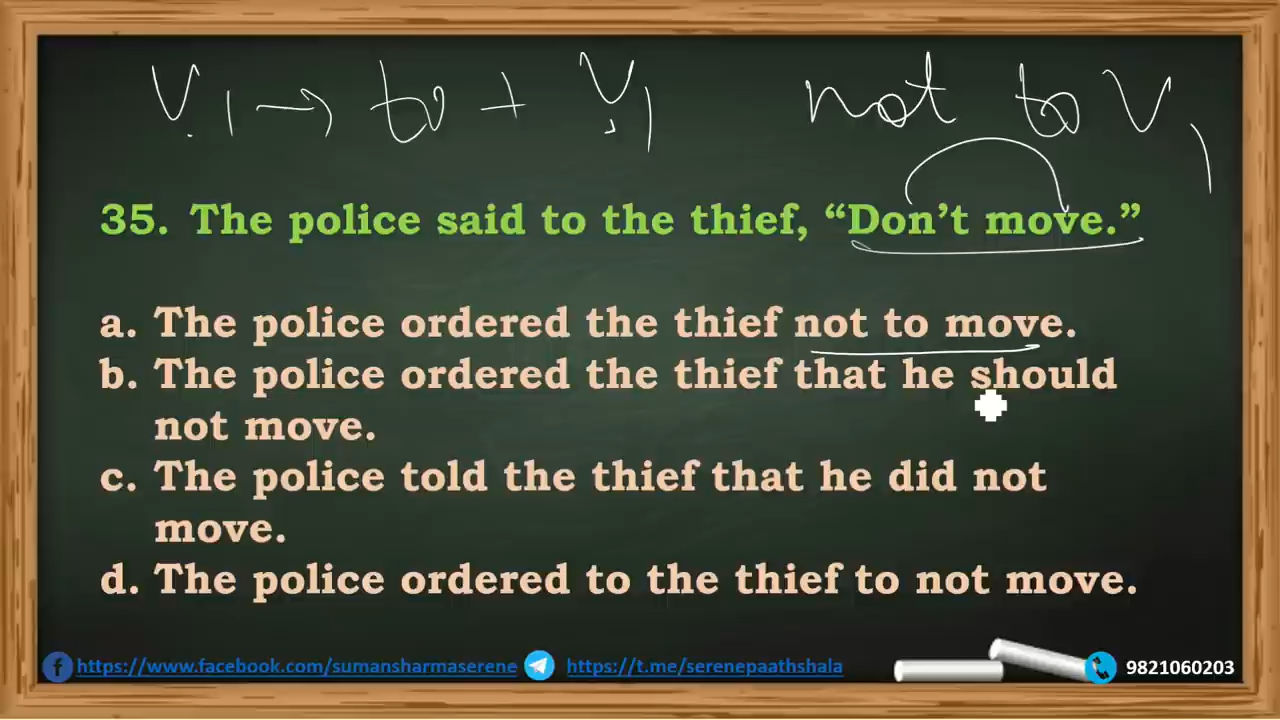 V1 → to + V1 not to V1
35. The police said to the thief, “Don’t move.”
a. The police ordered the thief not to move.
b. The police ordered the thief that he should
not move.
c. The police told the thief that he did not
move.
d. The police ordered to the thief to not move.
https://www.facebook.com/sumansharmaserene https://t.me/serenepaathshala 9821060203